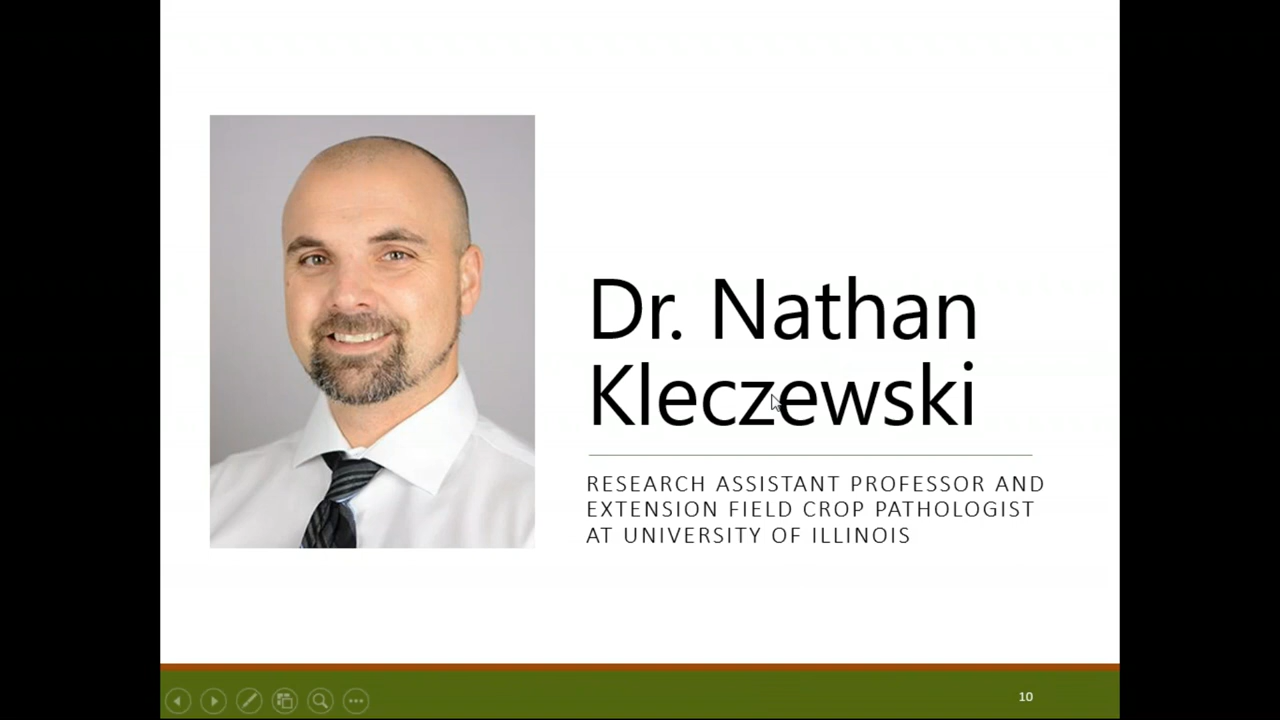 Dr. Nathan
Kleczewski
RESEARCH ASSISTANT PROFESSOR AND
EXTENSION FIELD CROP PATHOLOGIST
AT UNIVERSITY OF ILLINOIS
10